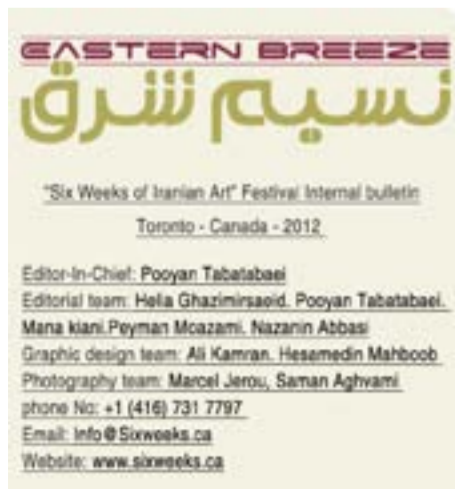 EASTERN BREEZE
نسیم شرق
"Six Weeks of Iranian Art" Festival Internal bulletin
Toronto - Canada - 2012
Editor-In-Chief: Pooyan Tabatabaei
Editorial team: Helia Ghazimirsaeid. Pooyan Tabatabaei.
Mana kiani.Peyman Moazami. Nazanin Abbasi
Graphic design team: Ali Kamran. Hesamedin Mahboob
Photography team: Marcel Jerou, Saman Aghvami
phone No: +1 (416) 731 7797
Email: Info@Sixweeks.ca
Website: www.sixweeks.ca